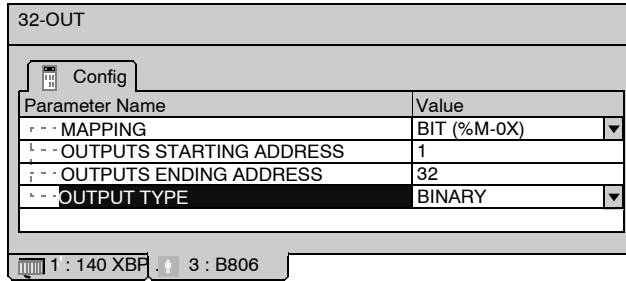 32-OUT
Config
Parameter Name Value
MAPPING BIT (%M-0X)
OUTPUTS STARTING ADDRESS 1
OUTPUTS ENDING ADDRESS 32
OUTPUT TYPE BINARY
1 : 140 XBP . 3 : B806